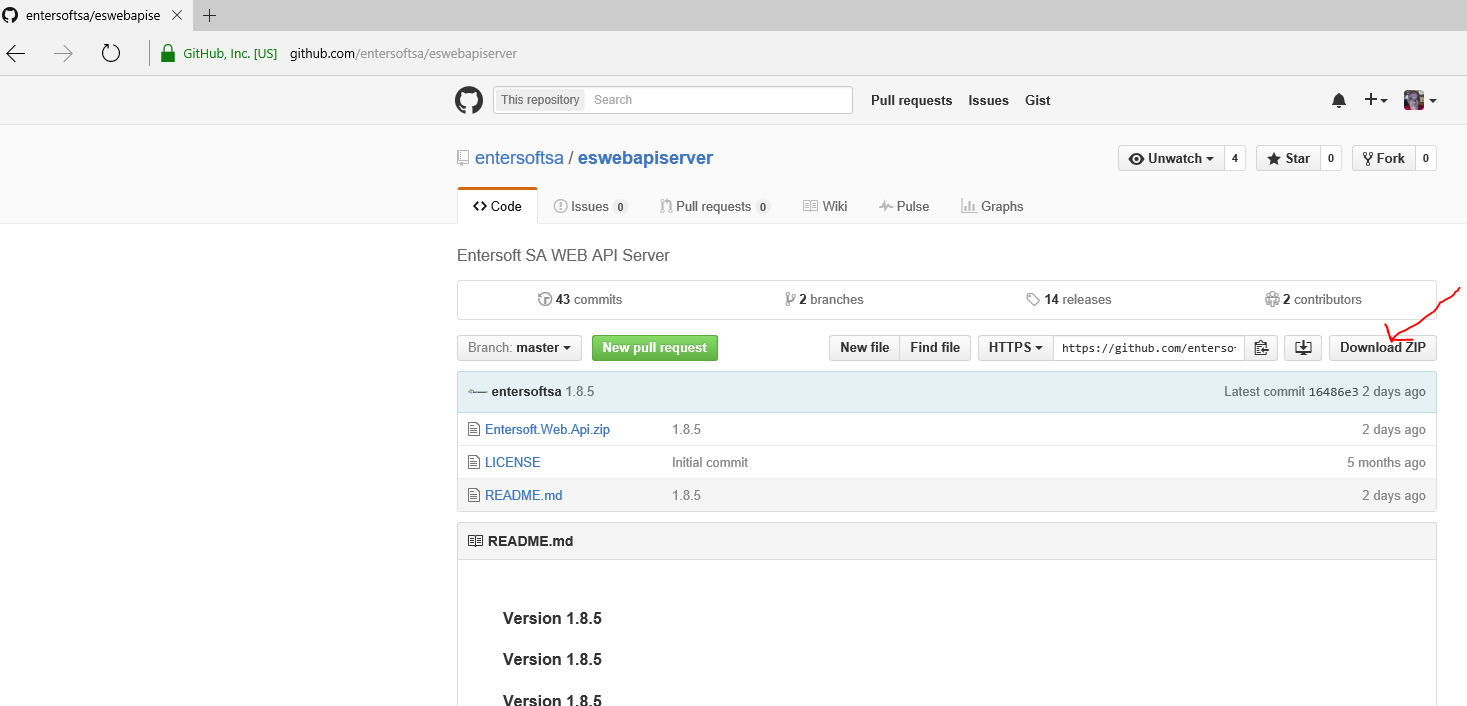 entersoftsa/eswebapise
GitHub, Inc. [US] github.com/entersoftsa/eswebapiserver
This repository Search Pull requests Issues Gist
entersoftsa / eswebapiserver Unwatch 4 Star 0 Fork 0
Code Issues 0 Pull requests 0 Wiki Pulse Graphs
Entersoft SA WEB API Server
43 commits 2 branches 14 releases 2 contributors
Branch: master New pull request New file Find file HTTPS https://github.com/enterso Download ZIP
entersoftsa 1.8.5 Latest commit 16486e3 2 days ago
Entersoft.Web.Api.zip 1.8.5 2 days ago
LICENSE Initial commit 5 months ago
README.md 1.8.5 2 days ago
README.md
Version 1.8.5
Version 1.8.5
Version 1.8.5